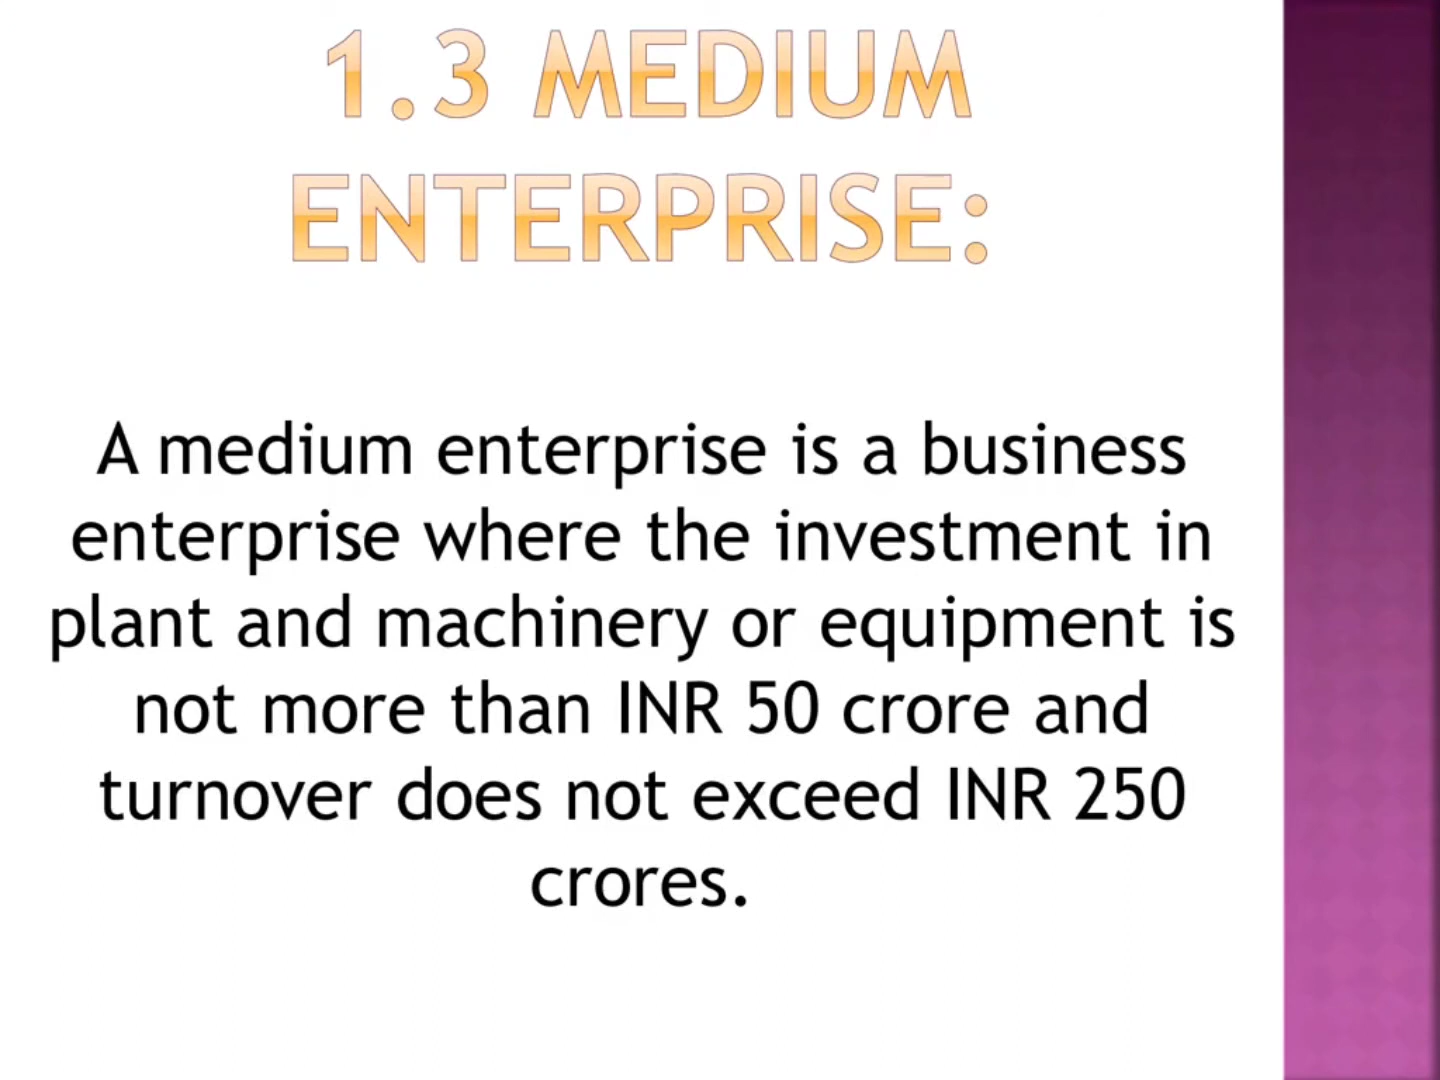 1.3 MEDIUM
ENTERPRISE:
A medium enterprise is a business
enterprise where the investment in
plant and machinery or equipment is
not more than INR 50 crore and
turnover does not exceed INR 250
crores.